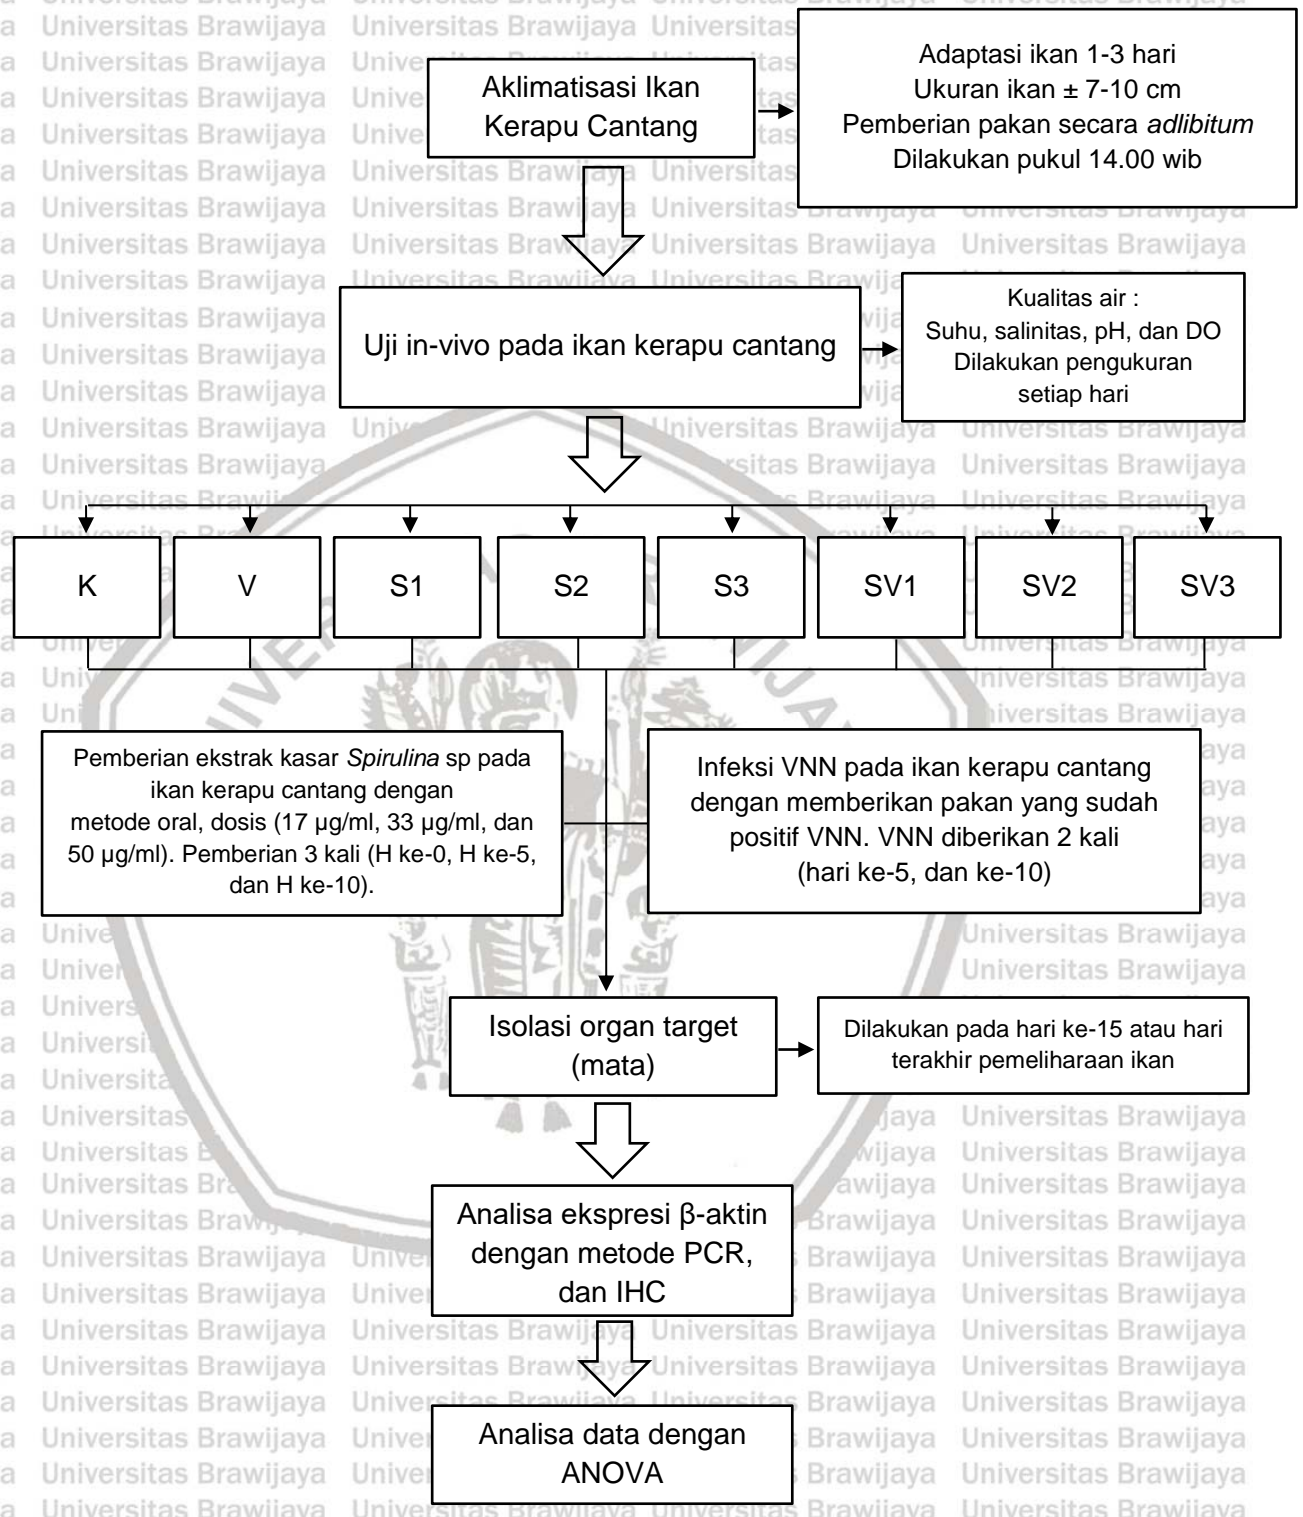 Aklimatisasi Ikan
Kerapu Cantang
Adaptasi ikan 1-3 hari
Ukuran ikan ± 7-10 cm
Pemberian pakan secara adlibitum
Dilakukan pukul 14.00 wib
Uji in-vivo pada ikan kerapu cantang
Kualitas air :
Suhu, salinitas, pH, dan DO
Dilakukan pengukuran
setiap hari
K
V
S1
S2
S3
SV1
SV2
SV3
Pemberian ekstrak kasar Spirulina sp pada
ikan kerapu cantang dengan
metode oral, dosis (17 µg/ml, 33 µg/ml, dan
50 µg/ml). Pemberian 3 kali (H ke-0, H ke-5,
dan H ke-10).
Infeksi VNN pada ikan kerapu cantang
dengan memberikan pakan yang sudah
positif VNN. VNN diberikan 2 kali
(hari ke-5, dan ke-10)
Isolasi organ target
(mata)
Dilakukan pada hari ke-15 atau hari
terakhir pemeliharaan ikan
Analisa ekspresi β-aktin
dengan metode PCR,
dan IHC
Analisa data dengan
ANOVA